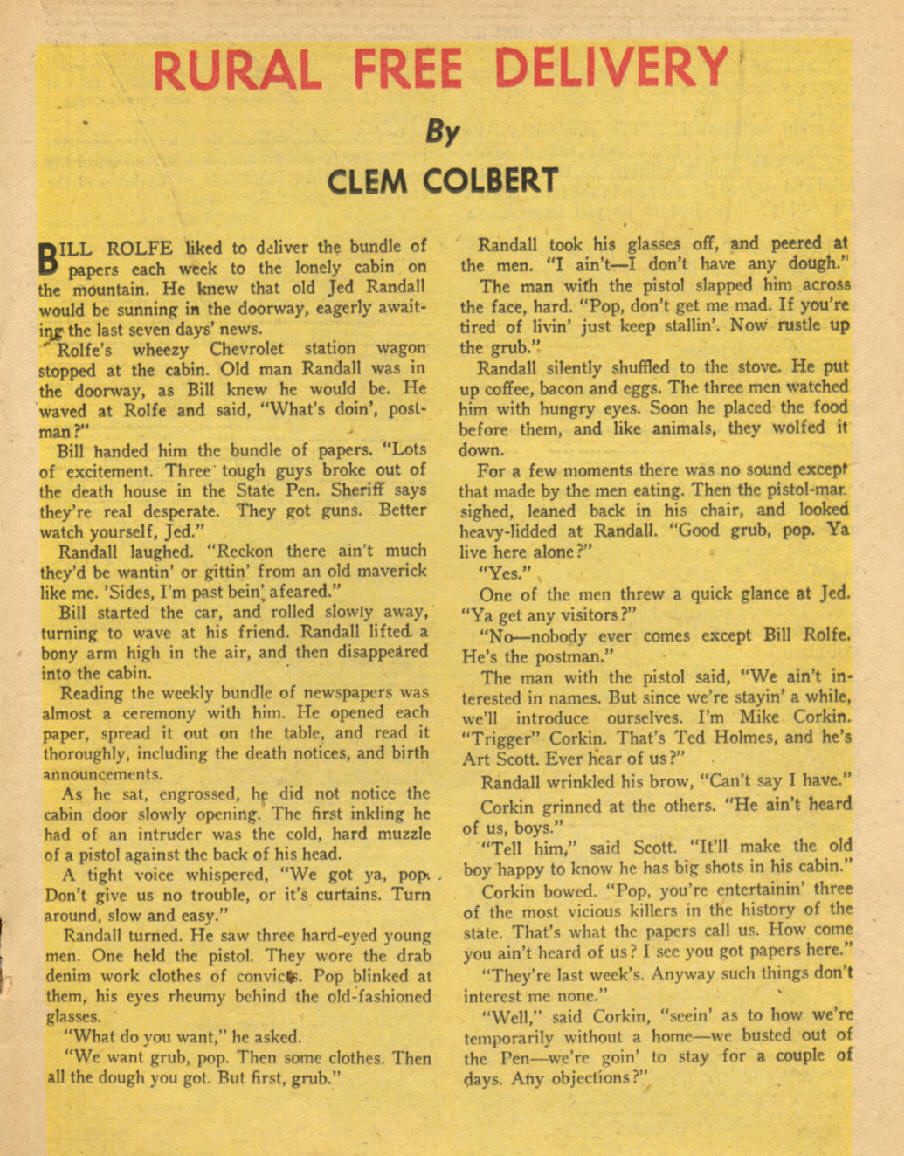 RURAL FREE DELIVERY
By
CLEM COLBERT
BILL ROLFE liked to deliver the bundle of
papers each week to the lonely cabin on
the mountain. He knew that old Jed Randall
would be sunning in the doorway, eagerly await-
ing the last seven days' news.
Rolfe's wheezy Chevrolet station wagon
stopped at the cabin. Old man Randall was in
the doorway, as Bill knew he would be. He
waved at Rolfe and said, "What's doin', post-
man?"
Bill handed him the bundle of papers. "Lots
of excitement. Three tough guys broke out of
the death house in the State Pen. Sheriff says
they're real desperate. They got guns. Better
watch yourself, Jed."
Randall laughed. "Reckon there ain't much
they'd be wantin' or gittin' from an old maverick
like me. 'Sides, I'm past bein' afeared."
Bill started the car, and rolled slowly away,
turning to wave at his friend. Randall lifted a
bony arm high in the air, and then disappeared
into the cabin.
Reading the weekly bundle of newspapers was
almost a ceremony with him. He opened each
paper, spread it out on the table, and read it
thoroughly, including the death notices, and birth
announcements.
As he sat, engrossed, he did not notice the
cabin door slowly opening. The first inkling he
had of an intruder was the cold, hard muzzle
of a pistol against the back of his head.
A tight voice whispered, "We got ya, pop.
Don't give us no trouble, or it's curtains. Turn
around, slow and easy."
Randall turned. He saw three hard-eyed young
men. One held the pistol. They wore the drab
denim work clothes of convicts. Pop blinked at
them, his eyes rheumy behind the old-fashioned
glasses.
"What do you want," he asked.
"We want grub, pop. Then some clothes. Then
all the dough you got. But first, grub."
Randall took his glasses off, and peered at
the men. "I ain't—I don't have any dough."
The man with the pistol slapped him across
the face, hard. "Pop, don't get me mad. If you're
tired of livin' just keep stallin'. Now rustle up
the grub."
Randall silently shuffled to the stove. He put
up coffee, bacon and eggs. The three men watched
him with hungry eyes. Soon he placed the food
before them, and like animals, they wolfed it
down.
For a few moments there was no sound except
that made by the men eating. Then the pistol-man
sighed, leaned back in his chair, and looked
heavy-lidded at Randall. "Good grub, pop. Ya
live here alone?"
"Yes."
One of the men threw a quick glance at Jed.
"Ya get any visitors?"
"No—nobody ever comes except Bill Rolfe.
He's the postman."
The man with the pistol said, "We ain't in-
terested in names. But since we're stayin' a while,
we'll introduce ourselves. I'm Mike Corkin.
"Trigger" Corkin. That's Ted Holmes, and he's
Art Scott. Ever hear of us?"
Randall wrinkled his brow, "Can't say I have."
Corkin grinned at the others. "He ain't heard
of us, boys."
"Tell him," said Scott. "It'll make the old
boy happy to know he has big shots in his cabin."
Corkin bowed. "Pop, you're entertainin' three
of the most vicious killers in the history of the
state. That's what the papers call us. How come
you ain't heard of us? I see you got papers here."
"They're last week's. Anyway such things don't
interest me none."
"Well," said Corkin, "seein' as to how we're
temporarily without a home—we busted out of
the Pen—we're goin' to stay for a couple of
days. Any objections?"